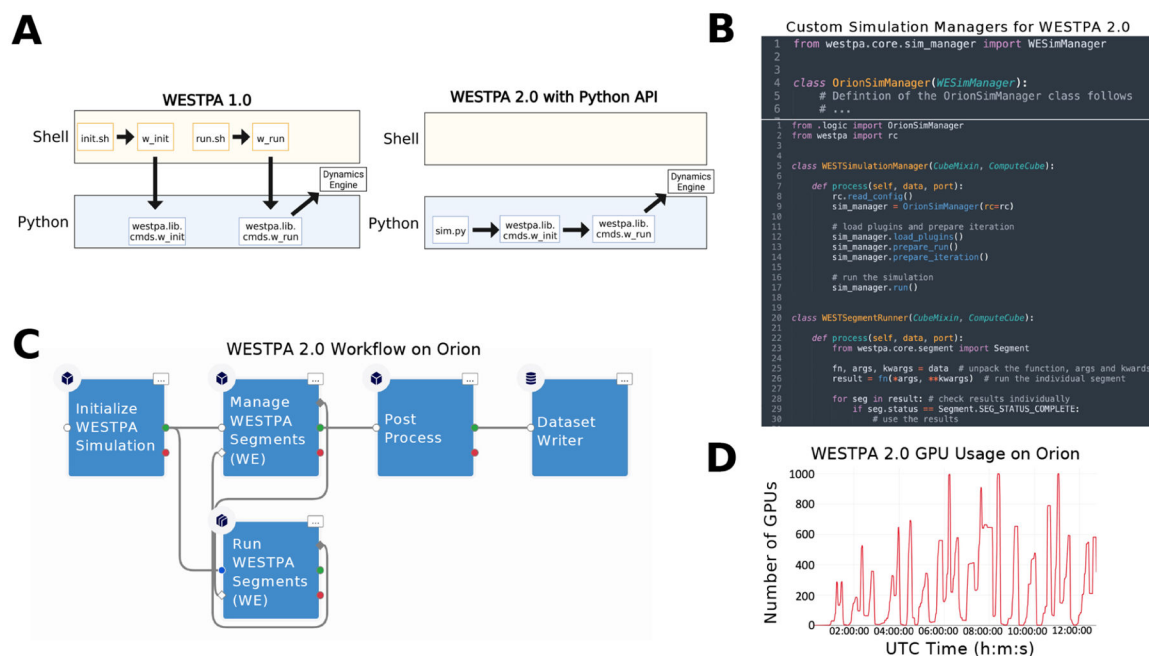 A
WESTPA 1.0
Shell
init.sh
w_init
run.sh
w_run
Dynamics
Engine
Python
westpa.lib.
cmds.w_init
westpa.lib.
cmds.w_run
WESTPA 2.0 with Python API
Shell
Dynamics
Engine
Python
sim.py
westpa.lib.
cmds.w_init
westpa.lib.
cmds.w_run
B
Custom Simulation Managers for WESTPA 2.0
1 from westpa.core.sim_manager import WESimManager
2
3
4 class OrionSimManager(WESimManager):
5 # Defintion of the OrionSimManager class follows
6 # ...
1 from .logic import OrionSimManager
2 from westpa import rc
3
4
5 class WESTSimulationManager(CubeMixin, ComputeCube):
6
7 def process(self, data, port):
8 rc.read_config()
9 sim_manager = OrionSimManager(rc=rc)
10
11 # load plugins and prepare iteration
12 sim_manager.load_plugins()
13 sim_manager.prepare_run()
14 sim_manager.prepare_iteration()
15
16 # run the simulation
17 sim_manager.run()
18
19
20 class WESTSegmentRunner(CubeMixin, ComputeCube):
21
22 def process(self, data, port):
23 from westpa.core.segment import Segment
24
25 fn, args, kwargs = data # unpack the function, args and kwards
26 result = fn(*args, **kwargs) # run the individual segment
27
28 for seg in result: # check results individually
29 if seg.status == Segment.SEG_STATUS_COMPLETE:
30 # use the results
C
WESTPA 2.0 Workflow on Orion
...
Initialize
WESTPA
Simulation
...
Manage
WESTPA
Segments
(WE)
...
Post
Process
...
Dataset
Writer
...
Run
WESTPA
Segments
(WE)
D
WESTPA 2.0 GPU Usage on Orion
Number of GPUs
1000
800
600
400
200
0
02:00:00 04:00:00 06:00:00 08:00:00 10:00:00 12:00:00
UTC Time (h:m:s)